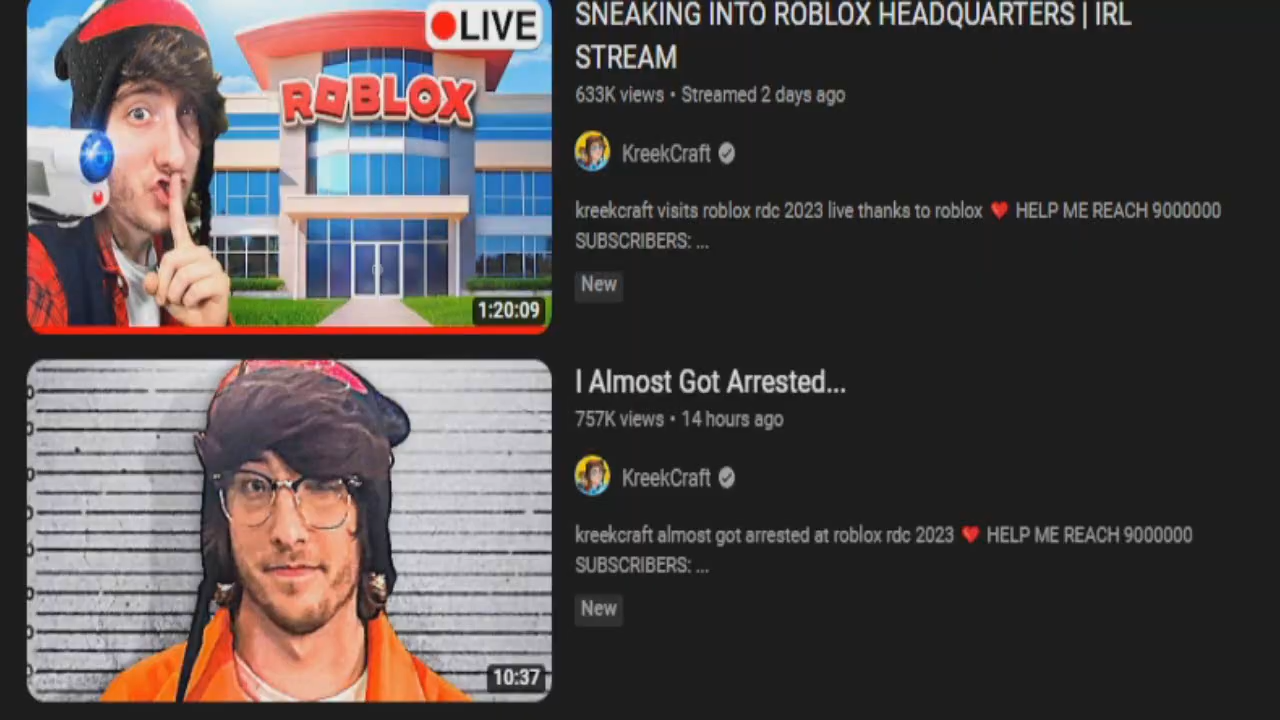 LIVE
ROBLOX
1:20:09
SNEAKING INTO ROBLOX HEADQUARTERS | IRL
STREAM
633K views • Streamed 2 days ago
KreekCraft
kreekcraft visits roblox rdc 2023 live thanks to roblox ❤️ HELP ME REACH 9000000
SUBSCRIBERS: ...
New
10:37
I Almost Got Arrested...
757K views • 14 hours ago
KreekCraft
kreekcraft almost got arrested at roblox rdc 2023 ❤️ HELP ME REACH 9000000
SUBSCRIBERS: ...
New